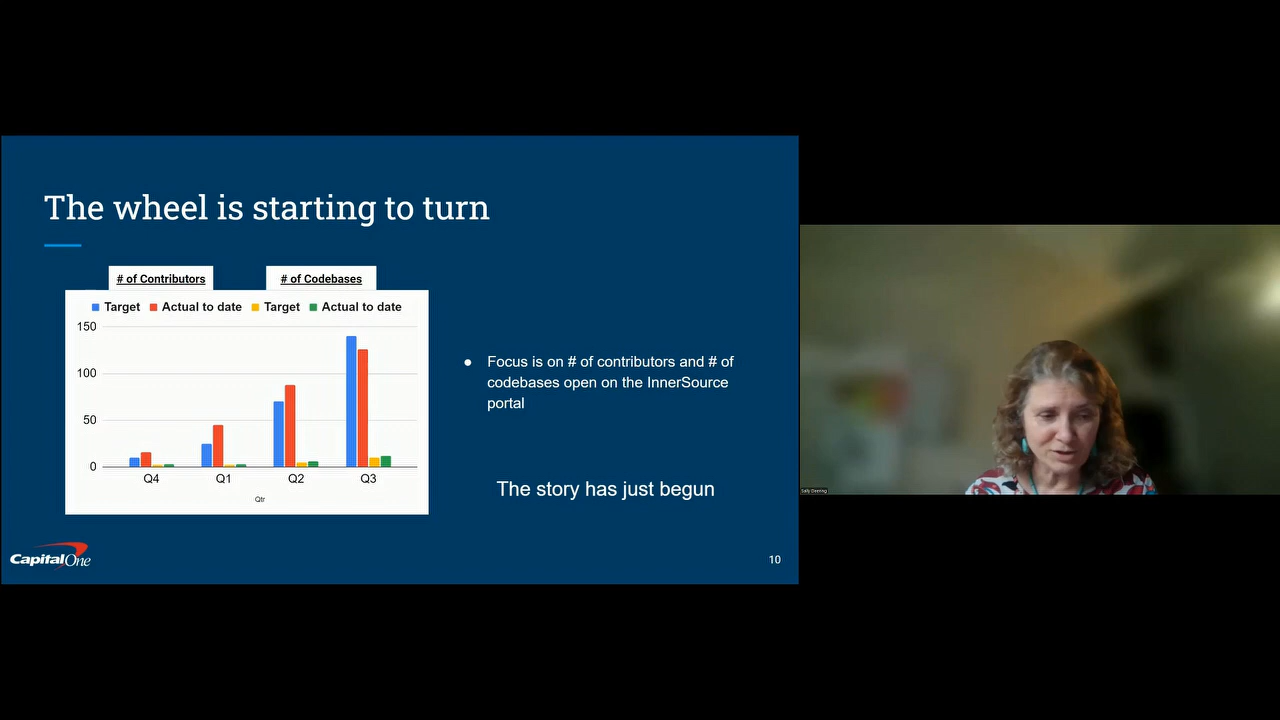 The wheel is starting to turn
# of Contributors
# of Codebases
Target Actual to date Target Actual to date
150
100
50
0
Q4 Q1 Q2 Q3
Qtr
● Focus is on # of contributors and # of
codebases open on the InnerSource
portal
The story has just begun
CapitalOne
10